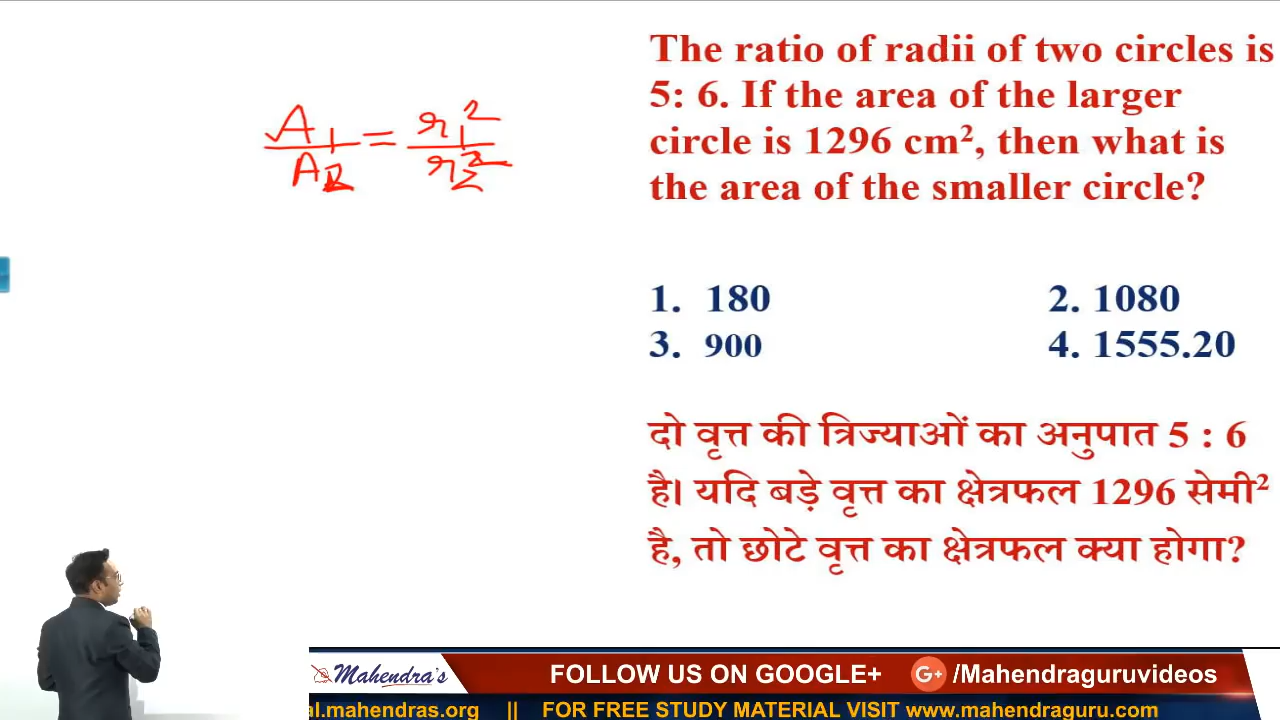 The ratio of radii of two circles is
5: 6. If the area of the larger
circle is 1296 cm², then what is
the area of the smaller circle?
A₁/A₂ = r₁²/r₂²
1. 180 2. 1080
3. 900 4. 1555.20
दो वृत्त की त्रिज्याओं का अनुपात 5 : 6
है। यदि बड़े वृत्त का क्षेत्रफल 1296 सेमी²
है, तो छोटे वृत्त का क्षेत्रफल क्या होगा?
Mahendra's FOLLOW US ON GOOGLE+ G+ /Mahendraguruvideos
al.mahendras.org || FOR FREE STUDY MATERIAL VISIT www.mahendraguru.com